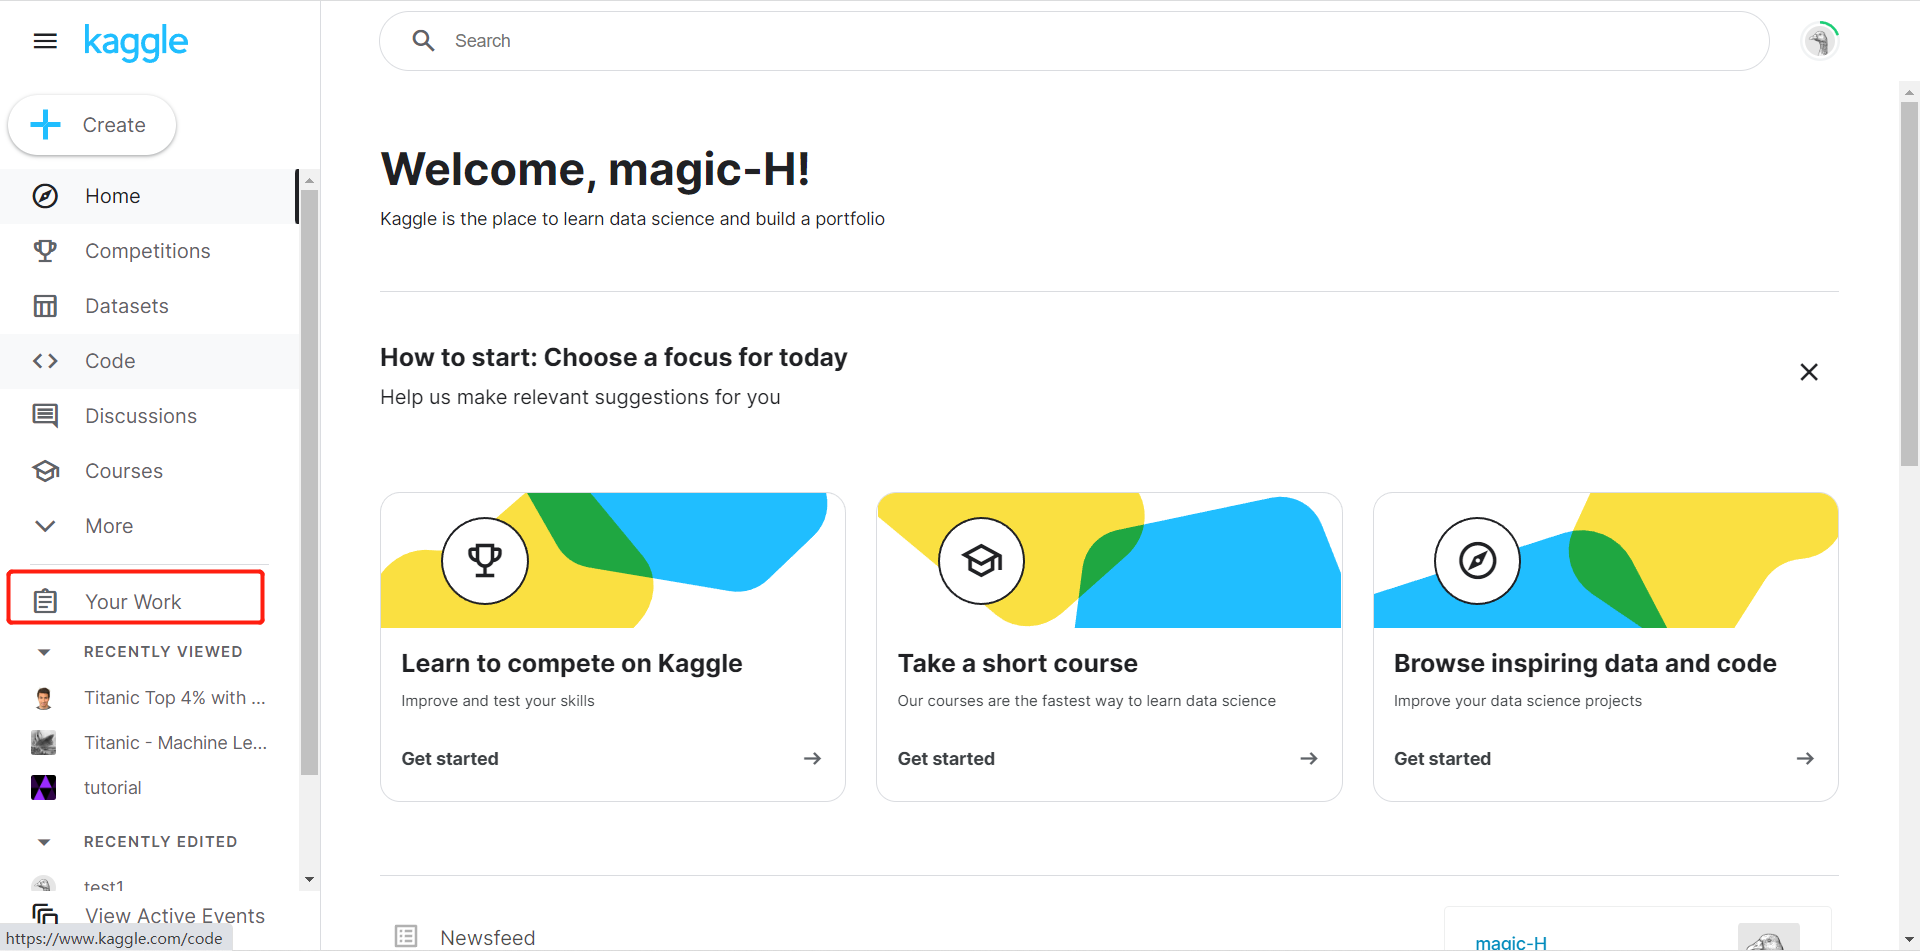 kaggle
Search
Create
Home
Competitions
Datasets
Code
Discussions
Courses
More
Your Work
RECENTLY VIEWED
Titanic Top 4% with ...
Titanic - Machine Le...
tutorial
RECENTLY EDITED
test1
View Active Events
https://www.kaggle.com/code
Welcome, magic-H!
Kaggle is the place to learn data science and build a portfolio
How to start: Choose a focus for today
Help us make relevant suggestions for you
Learn to compete on Kaggle
Improve and test your skills
Get started
Take a short course
Our courses are the fastest way to learn data science
Get started
Browse inspiring data and code
Improve your data science projects
Get started
Newsfeed
magic-H